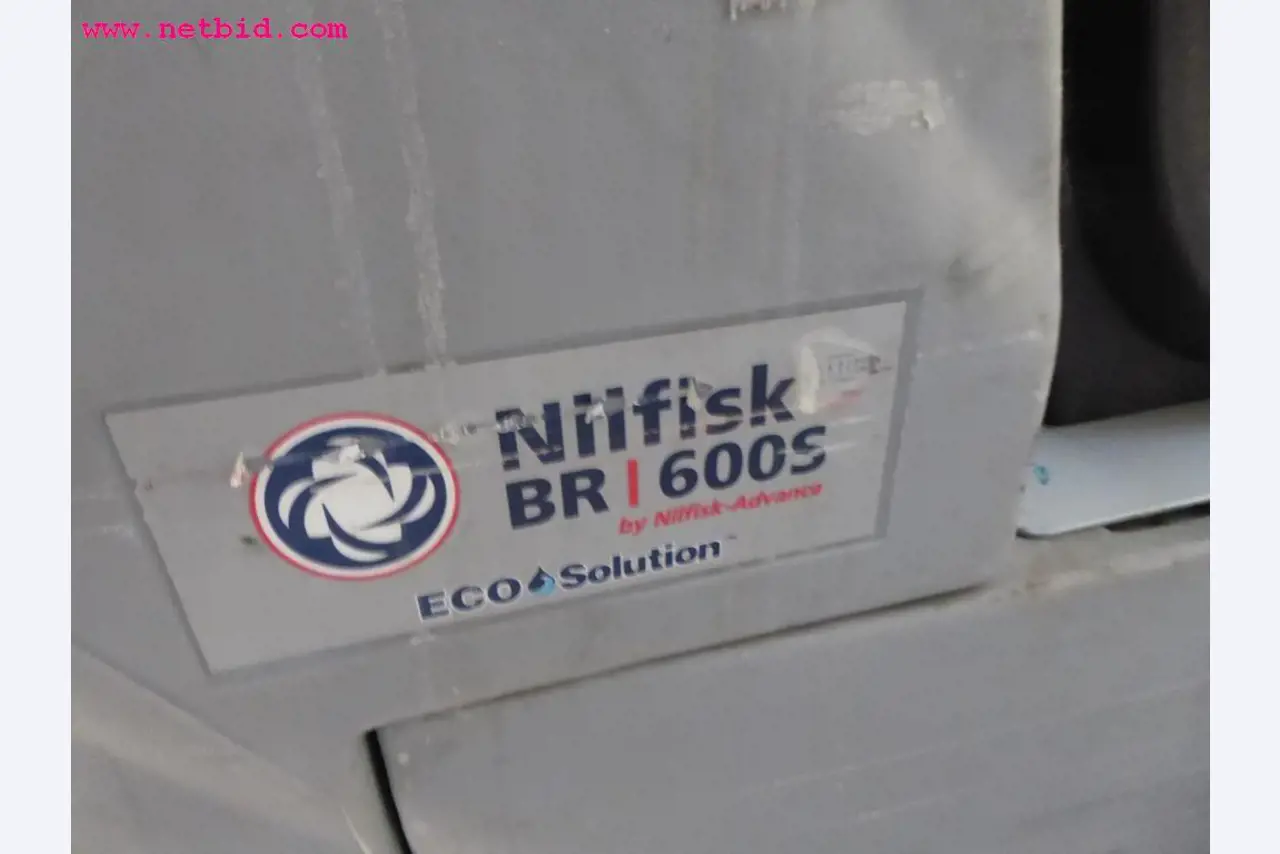 www.netbid.com
Nilfisk
BR | 600S
by Nilfisk-Advance
ECO Solution™